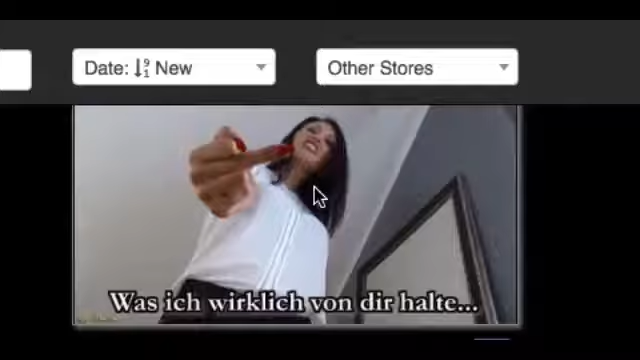 Date: New
Other Stores
Was ich wirklich von dir halte...